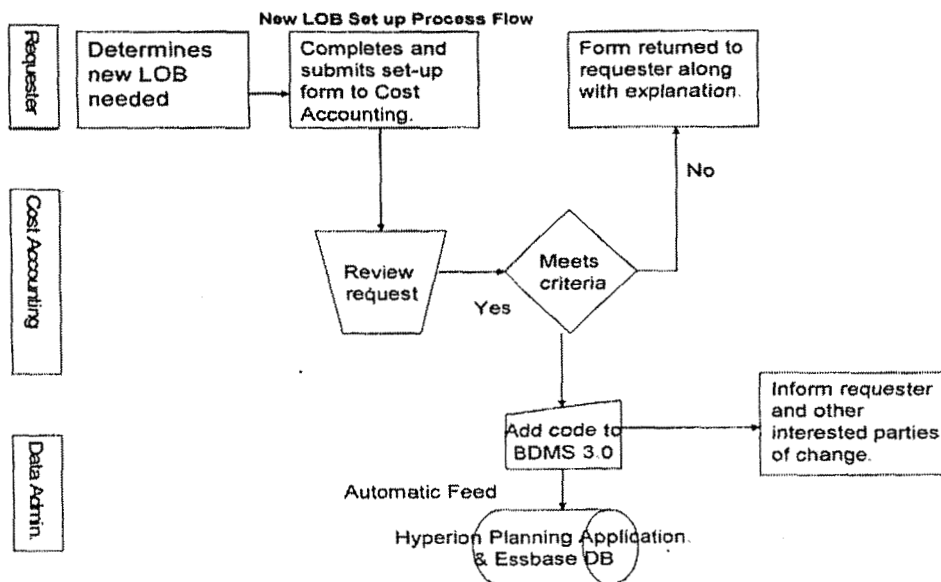 New LOB Set up Process Flow
Requester
Determines
new LOB
needed
Completes and
submits set-up
form to Cost
Accounting.
Form returned to
requester along
with explanation.
No
Cost Accounting
Review
request
Yes
Meets
criteria
Inform requester
and other
interested parties
of change.
Data Admin.
Add code to
BDMS 3.0
Automatic Feed
Hyperion Planning Application
& Essbase DB